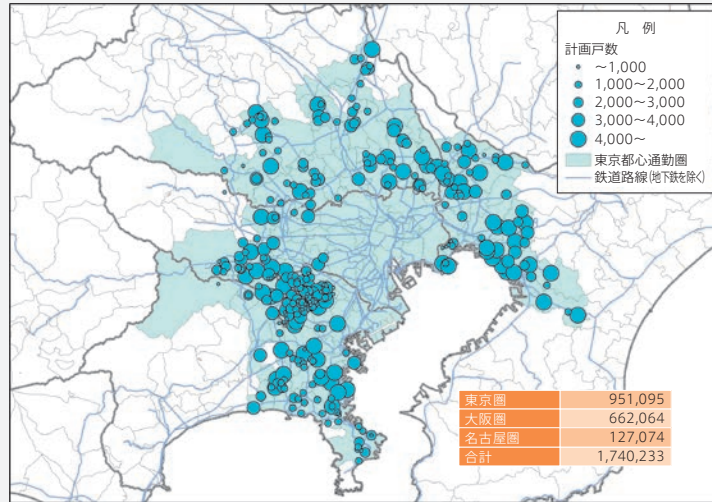 凡 例
計画戸数
～1,000
1,000～2,000
2,000～3,000
3,000～4,000
4,000～
東京都心通勤圏
鉄道路線(地下鉄を除く)
東京圏 951,095
大阪圏 662,064
名古屋圏 127,074
合計 1,740,233